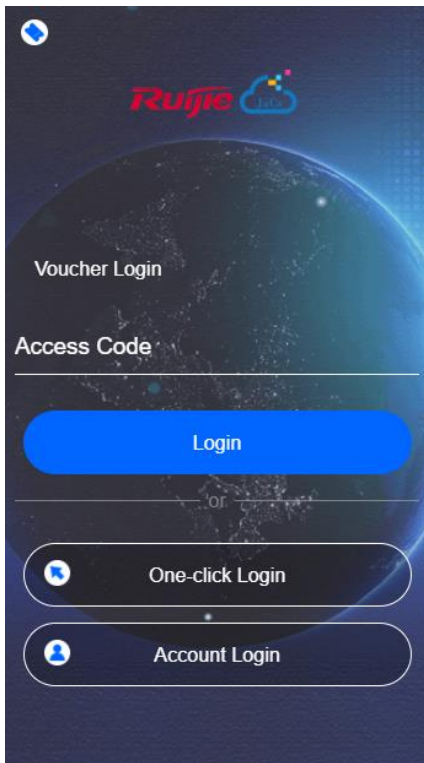 Ruijie
Voucher Login
Access Code
Login
or
One-click Login
Account Login